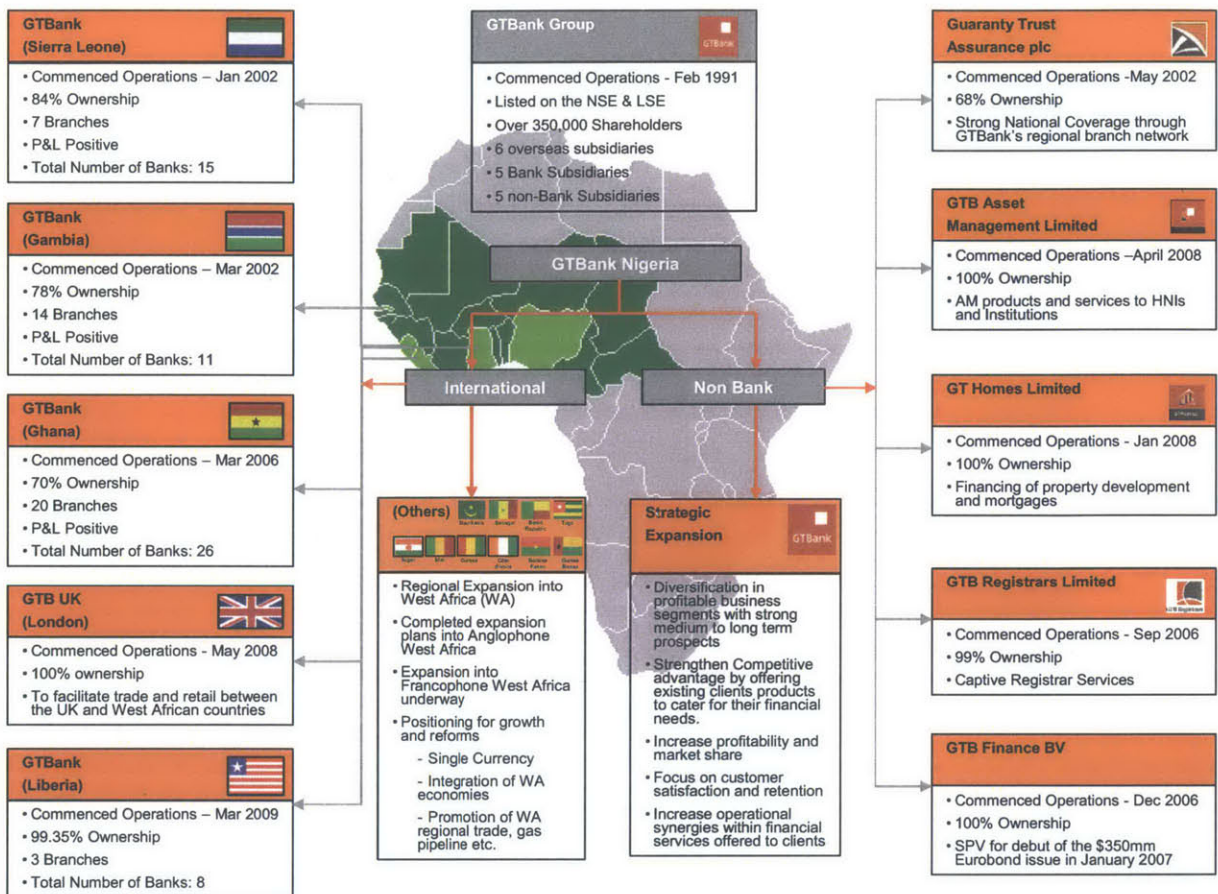 GTBank
(Sierra Leone)
• Commenced Operations – Jan 2002
• 84% Ownership
• 7 Branches
• P&L Positive
• Total Number of Banks: 15
GTBank
(Gambia)
• Commenced Operations – Mar 2002
• 78% Ownership
• 14 Branches
• P&L Positive
• Total Number of Banks: 11
GTBank
(Ghana)
• Commenced Operations – Mar 2006
• 70% Ownership
• 20 Branches
• P&L Positive
• Total Number of Banks: 26
GTB UK
(London)
• Commenced Operations - May 2008
• 100% ownership
• To facilitate trade and retail between
the UK and West African countries
GTBank
(Liberia)
• Commenced Operations – Mar 2009
• 99.35% Ownership
• 3 Branches
• Total Number of Banks: 8
GTBank Group
GTBank
• Commenced Operations - Feb 1991
• Listed on the NSE & LSE
• Over 350,000 Shareholders
• 6 overseas subsidiaries
• 5 Bank Subsidiaries
• 5 non-Bank Subsidiaries
GTBank Nigeria
International
Non Bank
(Others)
• Regional Expansion into
West Africa (WA)
• Completed expansion
plans into Anglophone
West Africa
• Expansion into
Francophone West Africa
underway
• Positioning for growth
and reforms
- Single Currency
- Integration of WA
economies
- Promotion of WA
regional trade, gas
pipeline etc.
Strategic
Expansion
GTBank
• Diversification in
profitable business
segments with strong
medium to long term
prospects
• Strengthen Competitive
advantage by offering
existing clients products
to cater for their financial
needs.
• Increase profitability and
market share
• Focus on customer
satisfaction and retention
• Increase operational
synergies within financial
services offered to clients
Guaranty Trust
Assurance plc
• Commenced Operations -May 2002
• 68% Ownership
• Strong National Coverage through
GTBank's regional branch network
GTB Asset
Management Limited
• Commenced Operations –April 2008
• 100% Ownership
• AM products and services to HNIs
and Institutions
GT Homes Limited
• Commenced Operations - Jan 2008
• 100% Ownership
• Financing of property development
and mortgages
GTB Registrars Limited
• Commenced Operations - Sep 2006
• 99% Ownership
• Captive Registrar Services
GTB Finance BV
• Commenced Operations - Dec 2006
• 100% Ownership
• SPV for debut of the $350mm
Eurobond issue in January 2007